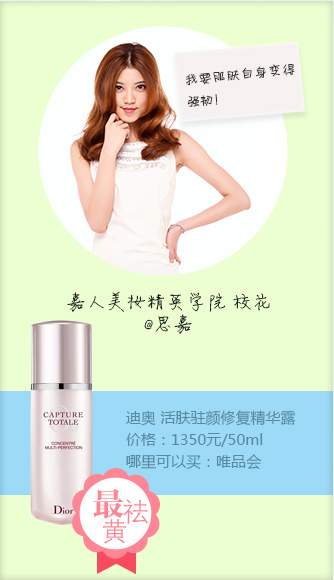 我要肌肤自身变得
强韧！
嘉人美妆精英学院 校花
@思嘉
CAPTURE
TOTALE
CONCENTRÉ
MULTI-PERFECTION
Dior
迪奥 活肤驻颜修复精华露
价格：1350元/50ml
哪里可以买：唯品会
最祛
黄